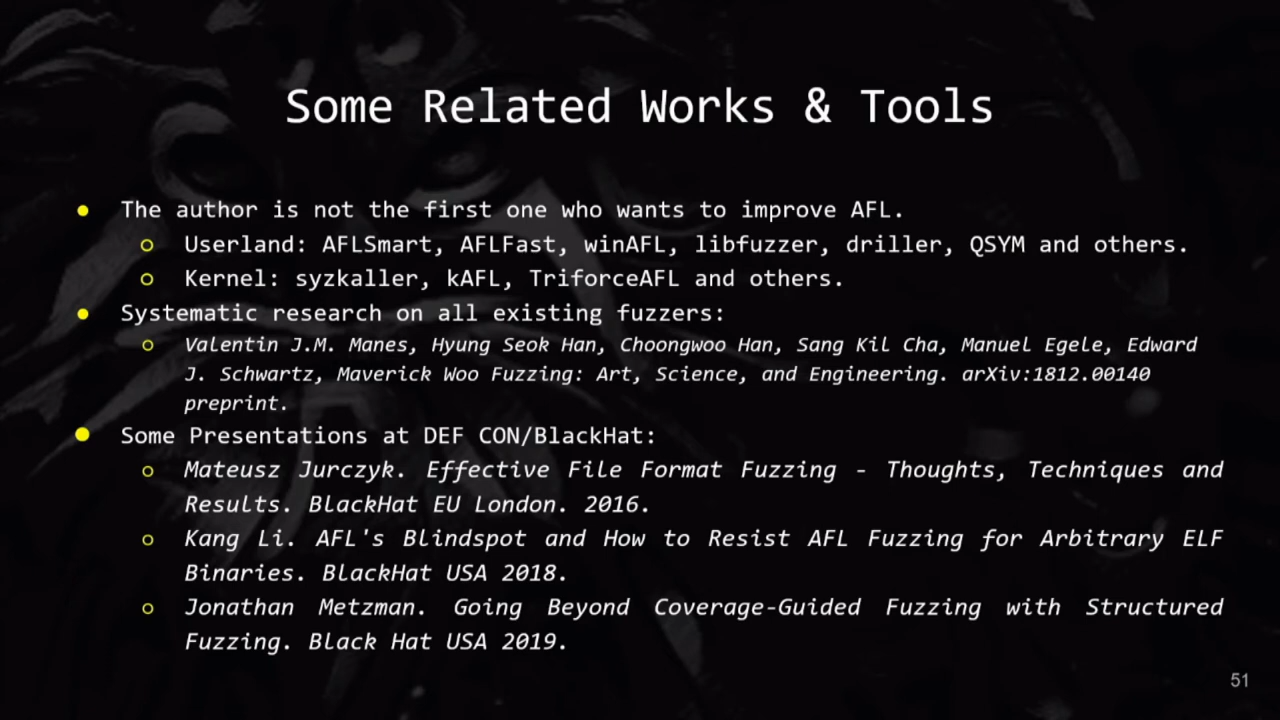 Some Related Works & Tools
● The author is not the first one who wants to improve AFL.
○ Userland: AFLSmart, AFLFast, winAFL, libfuzzer, driller, QSYM and others.
○ Kernel: syzkaller, kAFL, TriforceAFL and others.
● Systematic research on all existing fuzzers:
○ Valentin J.M. Manes, Hyung Seok Han, Choongwoo Han, Sang Kil Cha, Manuel Egele, Edward
J. Schwartz, Maverick Woo Fuzzing: Art, Science, and Engineering. arXiv:1812.00140
preprint.
● Some Presentations at DEF CON/BlackHat:
○ Mateusz Jurczyk. Effective File Format Fuzzing - Thoughts, Techniques and
Results. BlackHat EU London. 2016.
○ Kang Li. AFL's Blindspot and How to Resist AFL Fuzzing for Arbitrary ELF
Binaries. BlackHat USA 2018.
○ Jonathan Metzman. Going Beyond Coverage-Guided Fuzzing with Structured
Fuzzing. Black Hat USA 2019.
51